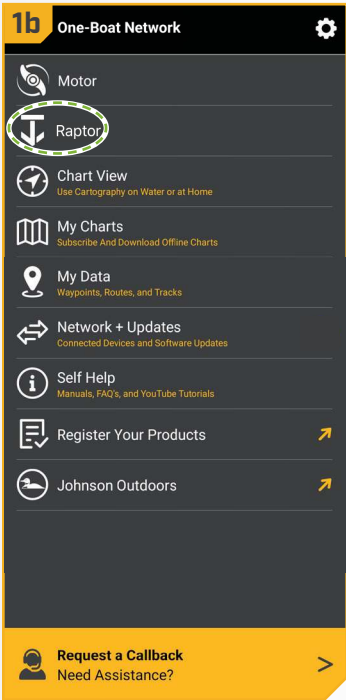 1b
One-Boat Network
Motor
Raptor
Chart View
Use Cartography on Water or at Home
My Charts
Subscribe And Download Offline Charts
My Data
Waypoints, Routes, and Tracks
Network + Updates
Connected Devices and Software Updates
Self Help
Manuals, FAQ's, and YouTube Tutorials
Register Your Products
Johnson Outdoors
Request a Callback
Need Assistance?